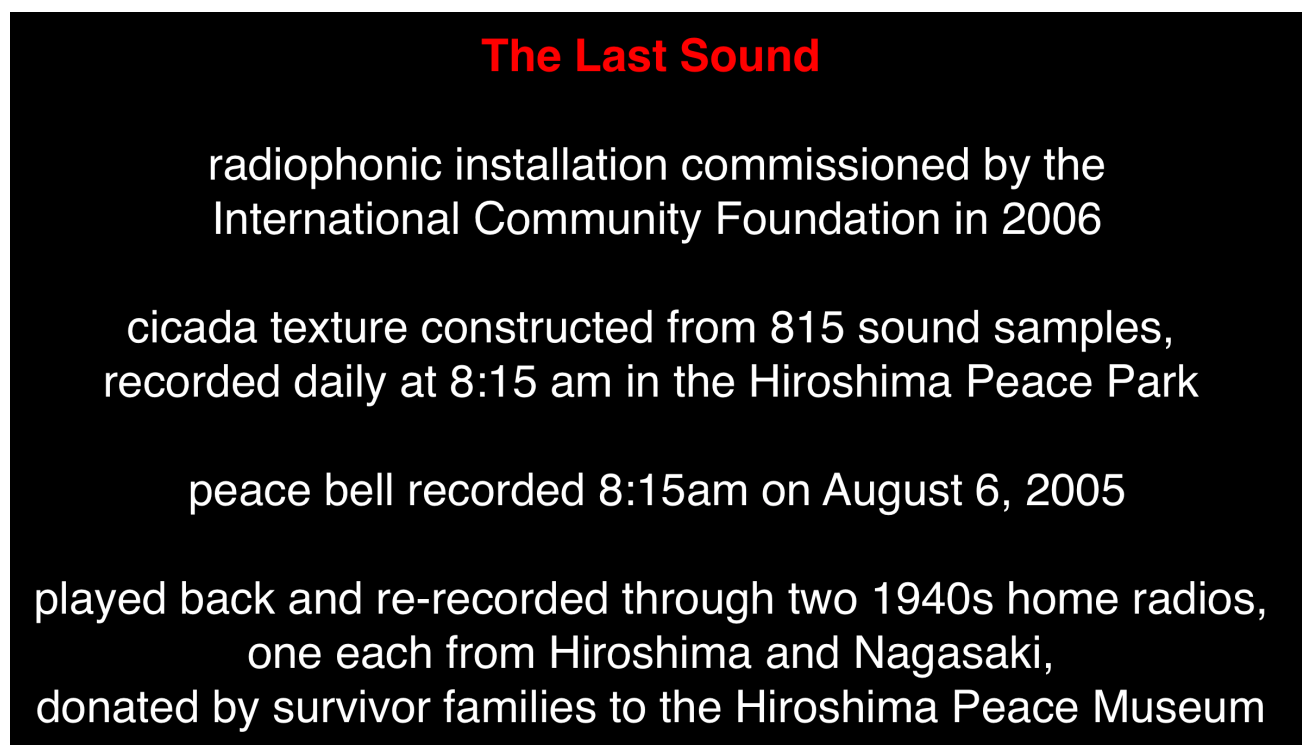 The Last Sound
radiophonic installation commissioned by the
International Community Foundation in 2006
cicada texture constructed from 815 sound samples,
recorded daily at 8:15 am in the Hiroshima Peace Park
peace bell recorded 8:15am on August 6, 2005
played back and re-recorded through two 1940s home radios,
one each from Hiroshima and Nagasaki,
donated by survivor families to the Hiroshima Peace Museum